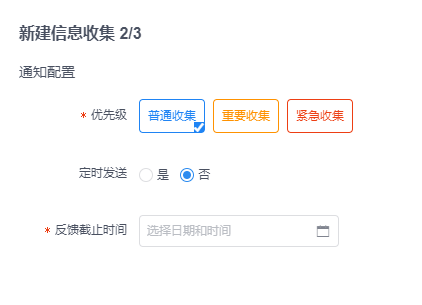 新建信息收集 2/3
通知配置
* 优先级 普通收集 重要收集 紧急收集
定时发送 是 否
* 反馈截止时间 选择日期和时间